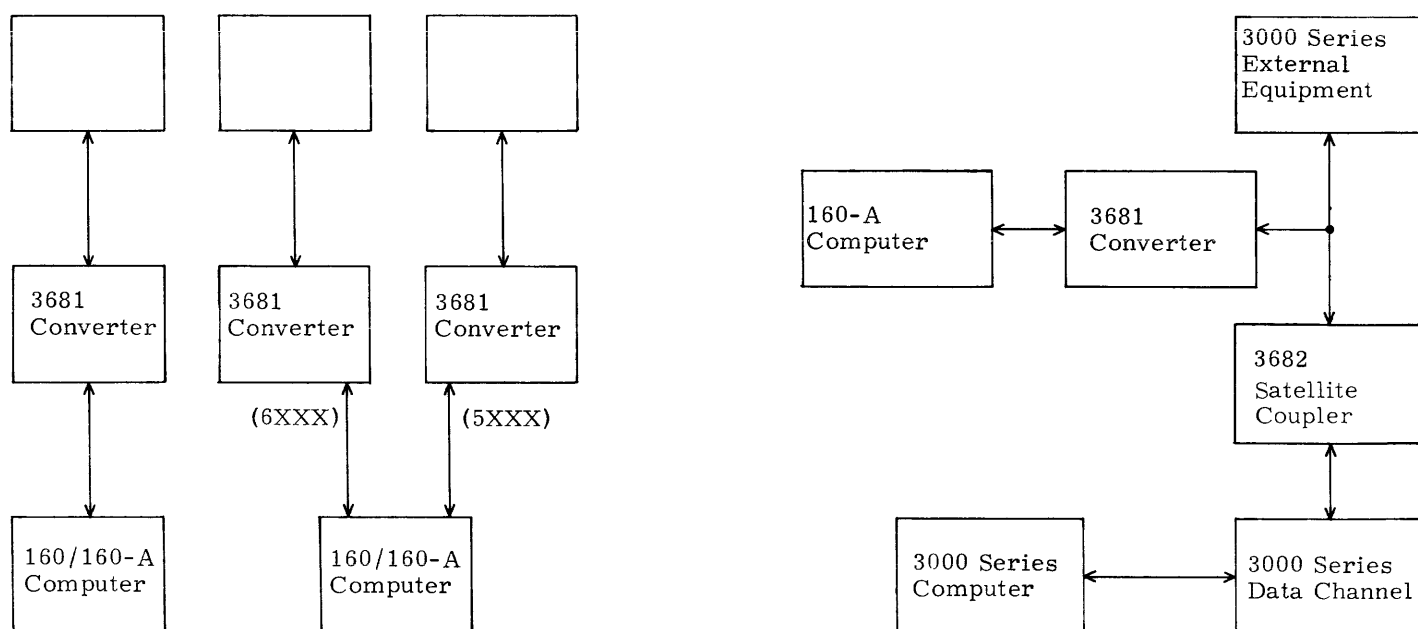 3681
Converter
3681
Converter
3681
Converter
(6XXX)
(5XXX)
160/160-A
Computer
160/160-A
Computer
3000 Series
External
Equipment
160-A
Computer
3681
Converter
3682
Satellite
Coupler
3000 Series
Computer
3000 Series
Data Channel